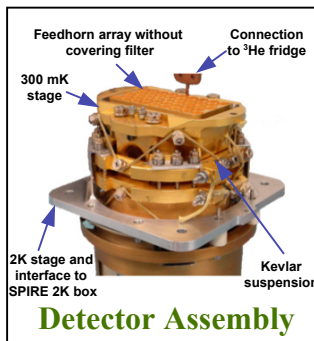 Feedhorn array without
covering filter
Connection
to ³He fridge
300 mK
stage
2K stage and
interface to
SPIRE 2K box
Kevlar
suspension
Detector Assembly